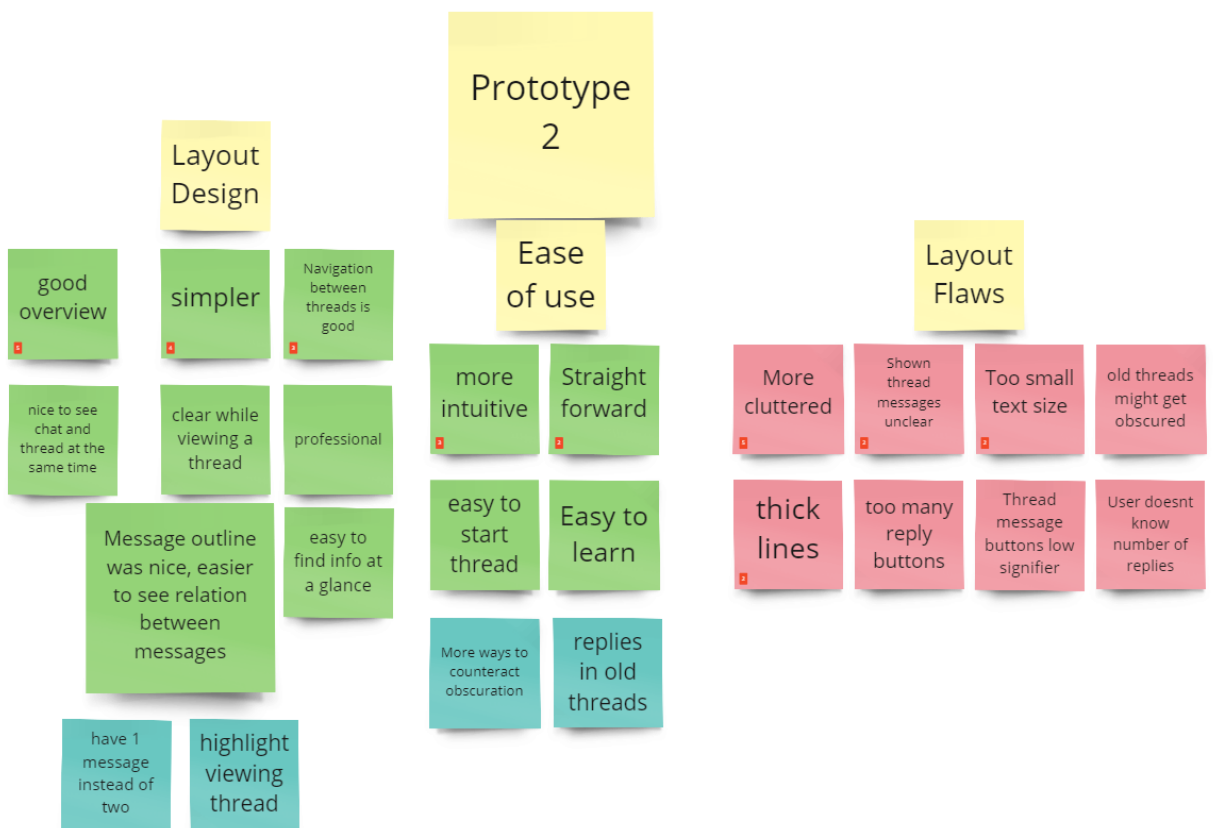 Prototype
2
Layout
Design
good
overview
5
simpler
4
Navigation
between
threads is
good
nice to see
chat and
thread at the
same time
clear while
viewing a
thread
professional
Message outline
was nice, easier
to see relation
between
messages
easy to
find info at
a glance
have 1
message
instead of
two
highlight
viewing
thread
Ease
of use
more
intuitive
3
Straight
forward
easy to
start
thread
Easy to
learn
More ways to
counteract
obscuration
replies
in old
threads
Layout
Flaws
More
cluttered
5
Shown
thread
messages
unclear
Too small
text size
old threads
might get
obscured
thick
lines
2
too many
reply
buttons
Thread
message
buttons low
signifier
User doesnt
know
number of
replies